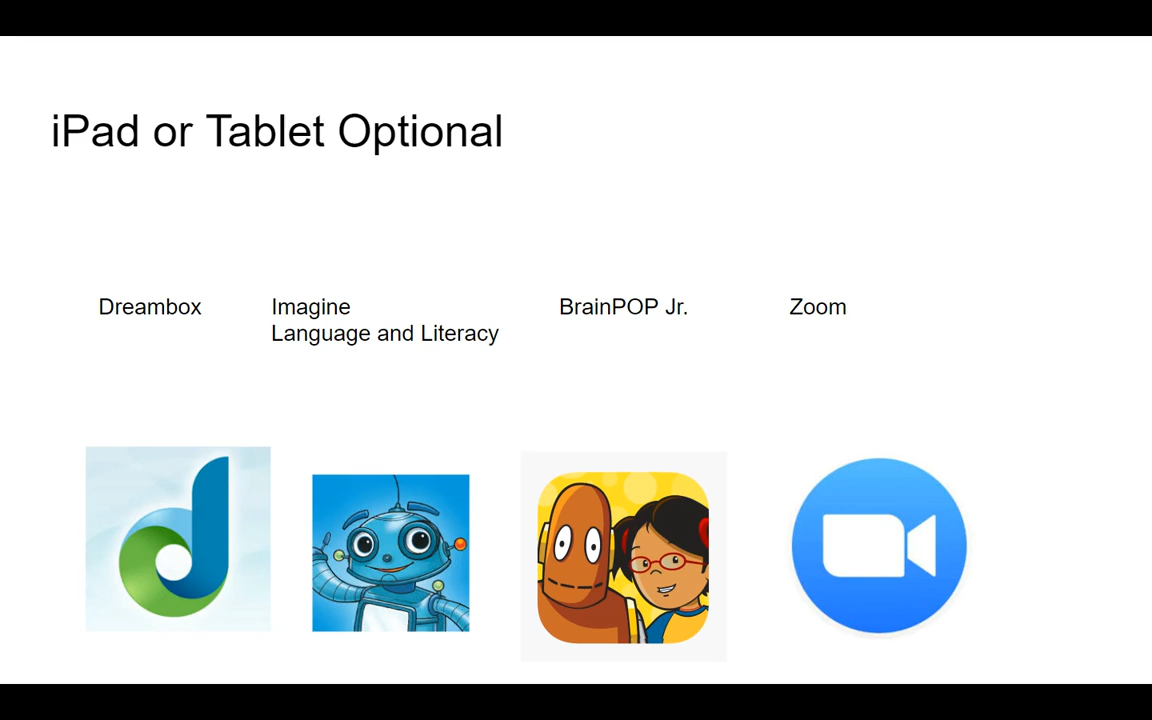 iPad or Tablet Optional
Dreambox
Imagine
Language and Literacy
BrainPOP Jr.
Zoom